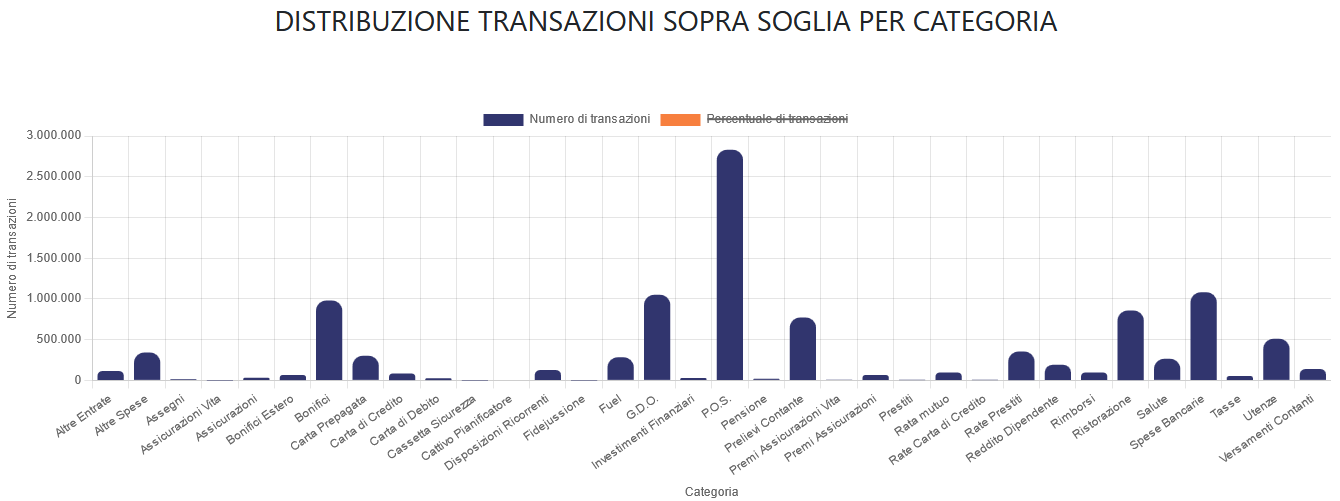 DISTRIBUZIONE TRANSAZIONI SOPRA SOGLIA PER CATEGORIA
Numero di transazioni
Percentuale di transazioni
Numero di transazioni
3.000.000
2.500.000
2.000.000
1.500.000
1.000.000
500.000
0
Altre Entrate
Altre Spese
Assegni
Assicurazioni Vita
Assicurazioni
Bonifici Estero
Bonifici
Carta Prepagata
Carta di Credito
Carta di Debito
Cassetta Sicurezza
Cattivo Pianificatore
Disposizioni Ricorrenti
Fidejussione
Fuel
G.D.O.
Investimenti Finanziari
P.O.S.
Pensione
Prelievi Contante
Premi Assicurazioni Vita
Premi Assicurazioni
Prestiti
Rata mutuo
Rate Carta di Credito
Rate Prestiti
Reddito Dipendente
Rimborsi
Ristorazione
Salute
Spese Bancarie
Tasse
Utenze
Versamenti Contanti
Categoria